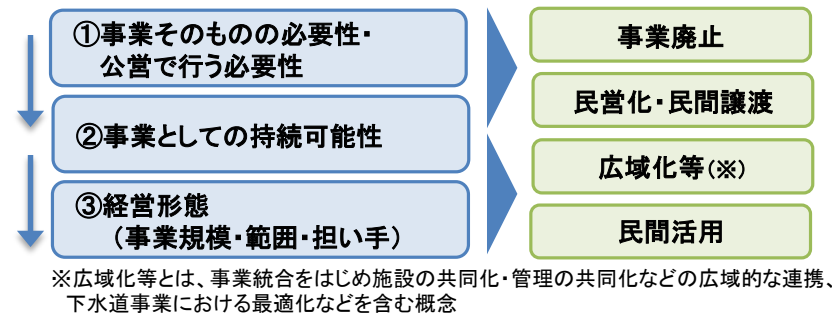 ①事業そのものの必要性・
公営で行う必要性
②事業としての持続可能性
③経営形態
（事業規模・範囲・担い手）
事業廃止
民営化・民間譲渡
広域化等（※）
民間活用
※広域化等とは、事業統合をはじめ施設の共同化・管理の共同化などの広域的な連携、
下水道事業における最適化などを含む概念